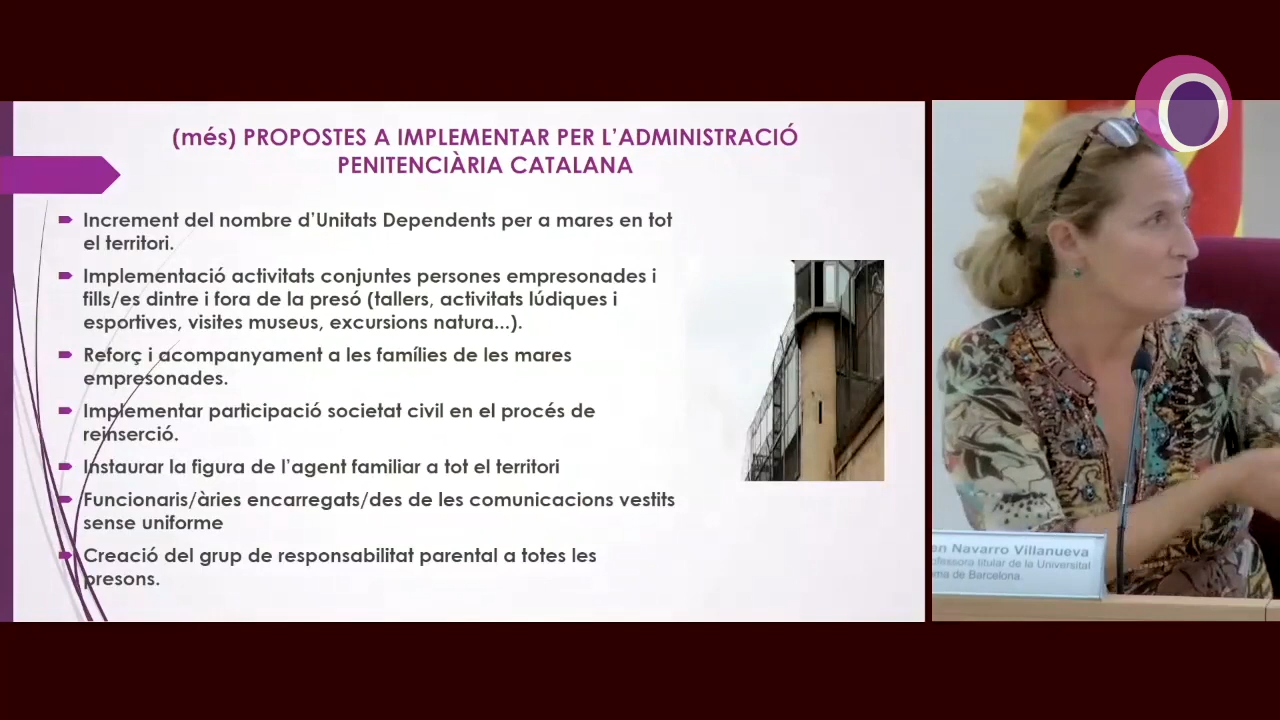 (més) PROPOSTES A IMPLEMENTAR PER L'ADMINISTRACIÓ
PENITENCIÀRIA CATALANA
Increment del nombre d'Unitats Dependents per a mares en tot
el territori.
Implementació activitats conjuntes persones empresonades i
fills/es dintre i fora de la presó (tallers, activitats lúdiques i
esportives, visites museus, excursions natura...).
Reforç i acompanyament a les famílies de les mares
empresonades.
Implementar participació societat civil en el procés de
reinserció.
Instaurar la figura de l'agent familiar a tot el territori
Funcionaris/àries encarregats/des de les comunicacions vestits
sense uniforme
Creació del grup de responsabilitat parental a totes les
presons.
en Navarro Villanueva
ofessora titular de la Universitat
oma de Barcelona